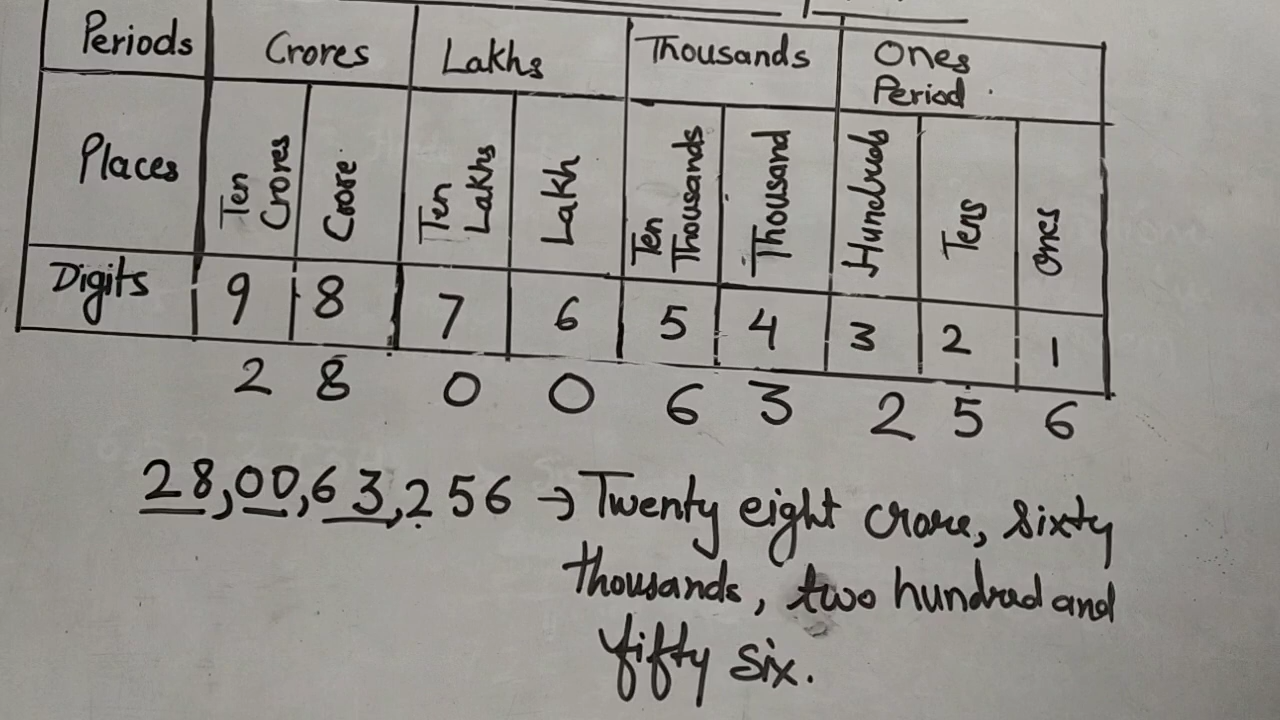 Periods Crores Lakhs Thousands Ones Period
Places Ten Crores Crore Ten Lakhs Lakh Ten Thousands Thousand Hundreds Tens Ones
Digits 9 8 7 6 5 4 3 2 1
2 8 0 0 6 3 2 5 6
28,00,63,256 → Twenty eight crore, sixty
thousands, two hundred and
fifty six.